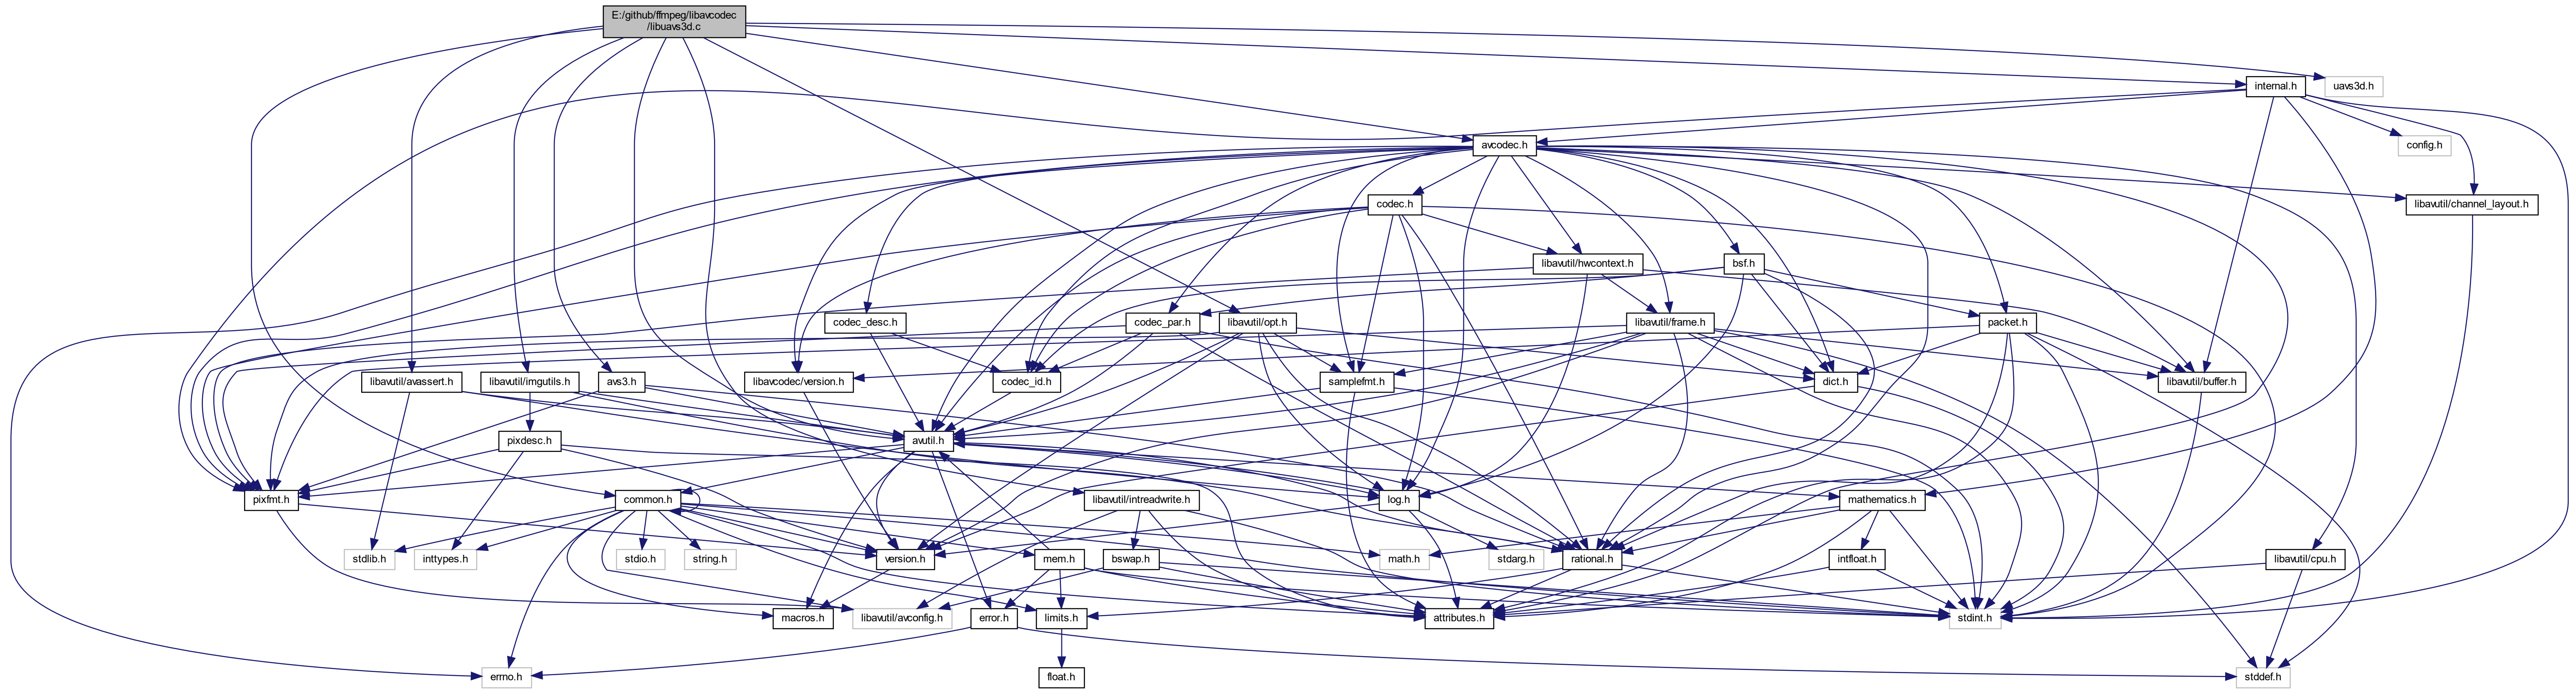 E:/github/ffmpeg/libavcodec
/libuavs3d.c
internal.h
uavs3d.h
avcodec.h
config.h
codec.h
libavutil/channel_layout.h
libavutil/hwcontext.h
bsf.h
codec_desc.h
codec_par.h
libavutil/opt.h
libavutil/frame.h
packet.h
libavutil/avassert.h
libavutil/imgutils.h
avs3.h
libavcodec/version.h
codec_id.h
samplefmt.h
dict.h
libavutil/buffer.h
pixdesc.h
avutil.h
pixfmt.h
common.h
libavutil/intreadwrite.h
log.h
mathematics.h
stdlib.h
inttypes.h
stdio.h
string.h
version.h
mem.h
bswap.h
math.h
stdarg.h
rational.h
intfloat.h
libavutil/cpu.h
macros.h
libavutil/avconfig.h
error.h
limits.h
attributes.h
stdint.h
errno.h
float.h
stddef.h